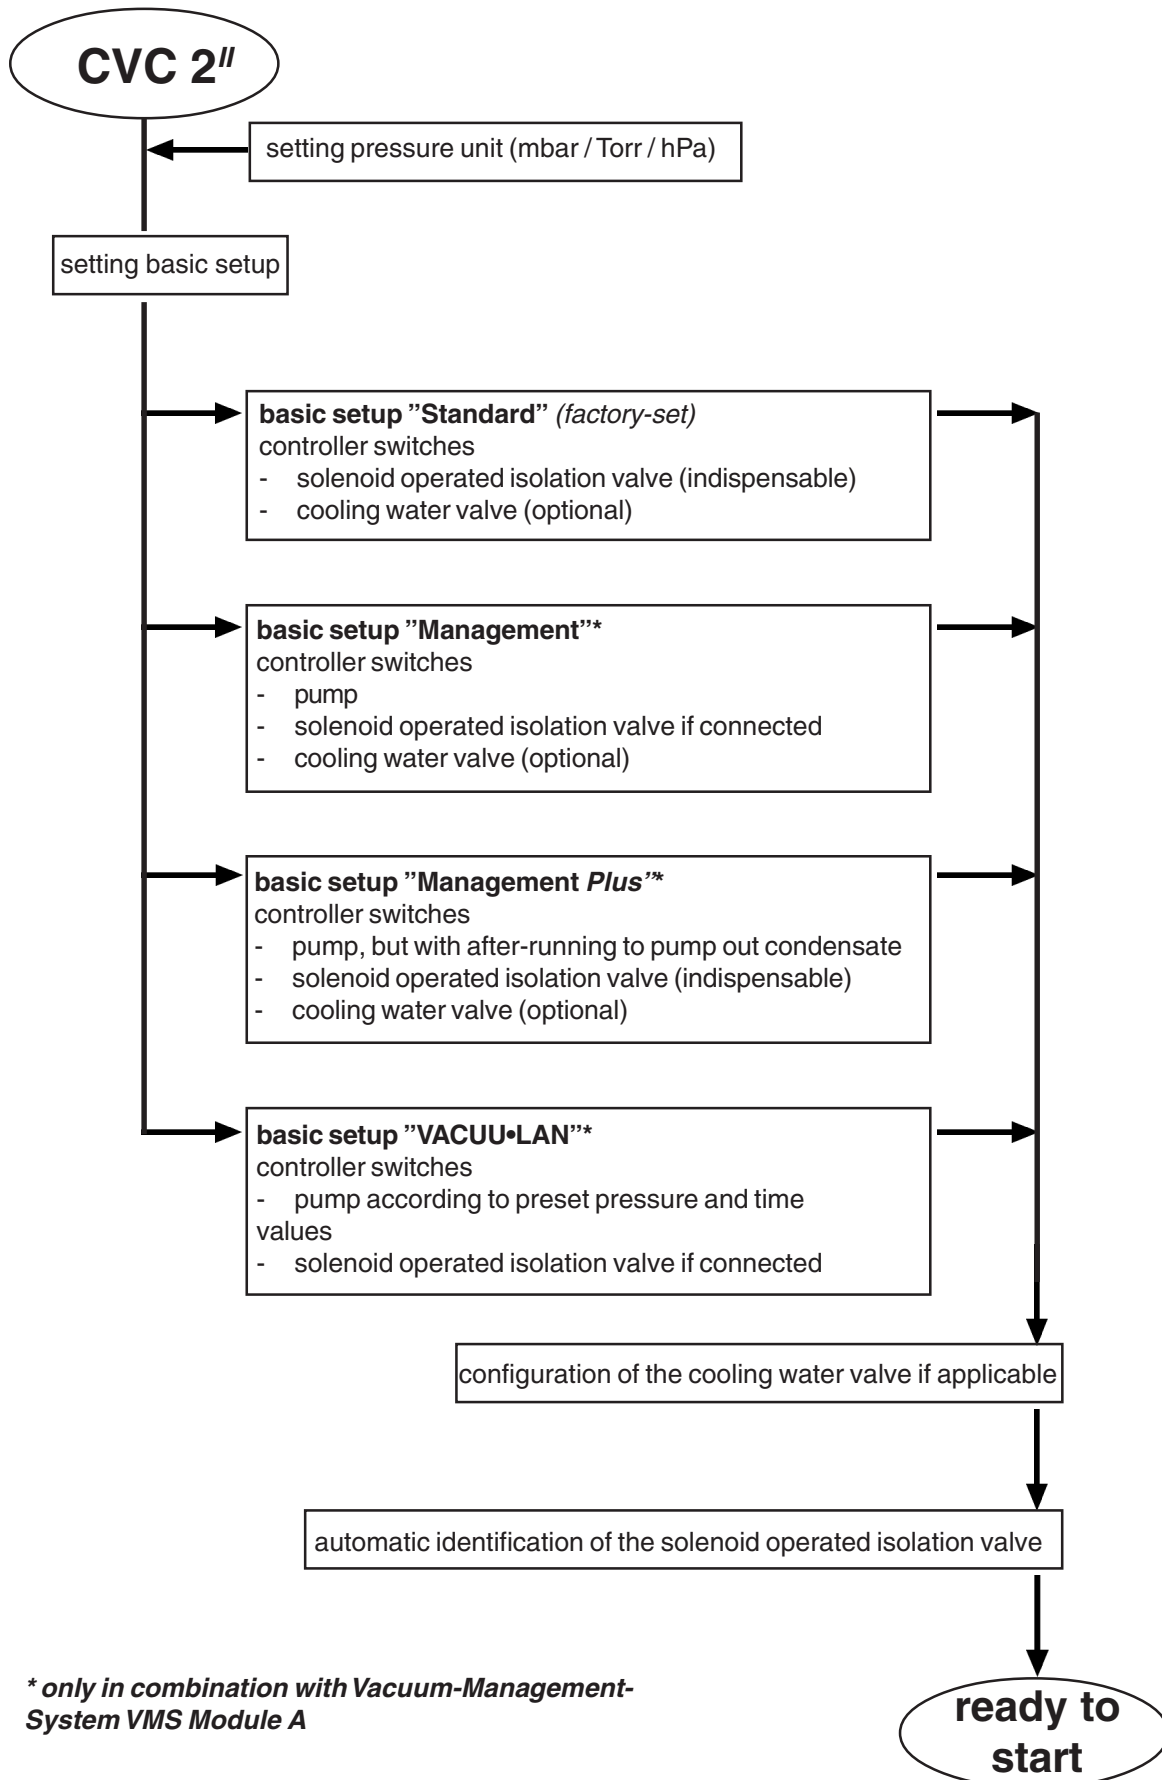 CVC 2II
setting pressure unit (mbar / Torr / hPa)
setting basic setup
basic setup ”Standard” (factory-set)
controller switches
- solenoid operated isolation valve (indispensable)
- cooling water valve (optional)
basic setup ”Management”*
controller switches
- pump
- solenoid operated isolation valve if connected
- cooling water valve (optional)
basic setup ”Management Plus”*
controller switches
- pump, but with after-running to pump out condensate
- solenoid operated isolation valve (indispensable)
- cooling water valve (optional)
basic setup ”VACUU•LAN”*
controller switches
- pump according to preset pressure and time
values
- solenoid operated isolation valve if connected
configuration of the cooling water valve if applicable
automatic identification of the solenoid operated isolation valve
* only in combination with Vacuum-Management-
System VMS Module A
ready to
start